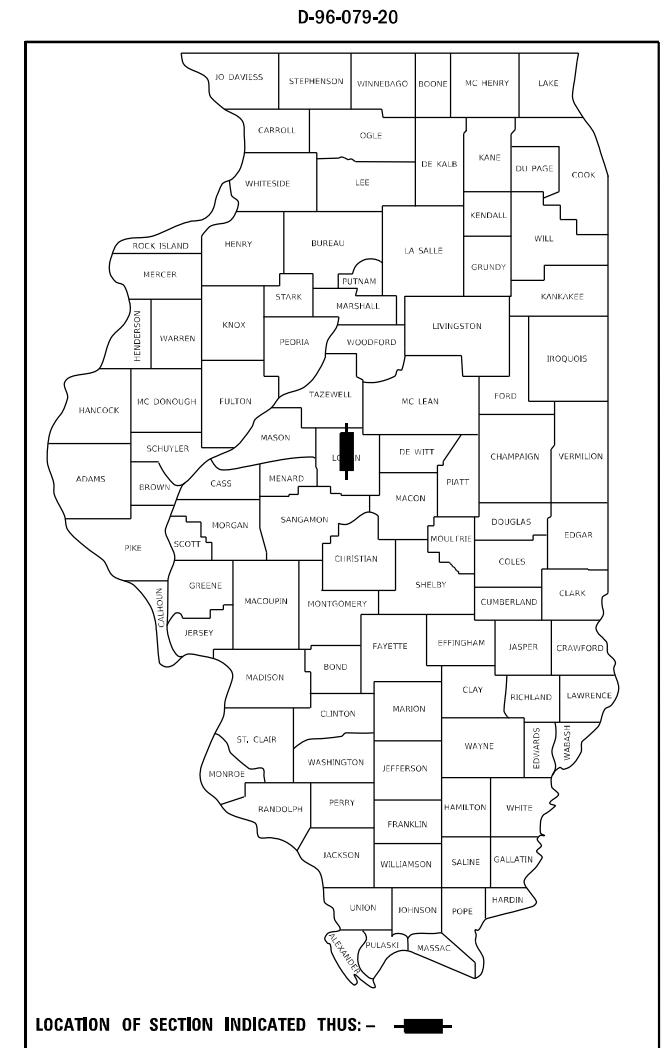 D-96-079-20
JO DAVIESS
STEPHENSON
WINNEBAGO
BOONE
MC HENRY
LAKE
CARROLL
OGLE
DE KALB
KANE
DU PAGE
COOK
WHITESIDE
LEE
KENDALL
ROCK ISLAND
HENRY
BUREAU
LA SALLE
WILL
MERCER
PUTNAM
GRUNDY
STARK
MARSHALL
KANKAKEE
HENDERSON
WARREN
KNOX
PEORIA
WOODFORD
LIVINGSTON
IROQUOIS
HANCOCK
MC DONOUGH
FULTON
TAZEWELL
MC LEAN
FORD
SCHUYLER
MASON
DE WITT
CHAMPAIGN
VERMILION
ADAMS
BROWN
CASS
MENARD
MACON
PIATT
PIKE
SCOTT
MORGAN
SANGAMON
MOULTRIE
DOUGLAS
EDGAR
CHRISTIAN
COLES
GREENE
MACOUPIN
MONTGOMERY
SHELBY
CUMBERLAND
CLARK
CALHOUN
JERSEY
FAYETTE
EFFINGHAM
JASPER
CRAWFORD
MADISON
BOND
CLAY
RICHLAND
LAWRENCE
CLINTON
MARION
ST. CLAIR
WASHINGTON
JEFFERSON
WAYNE
EDWARDS
WABASH
MONROE
RANDOLPH
PERRY
FRANKLIN
HAMILTON
WHITE
JACKSON
WILLIAMSON
SALINE
GALLATIN
UNION
JOHNSON
POPE
HARDIN
ALEXANDER
PULASKI
MASSAC
LOCATION OF SECTION INDICATED THUS: –